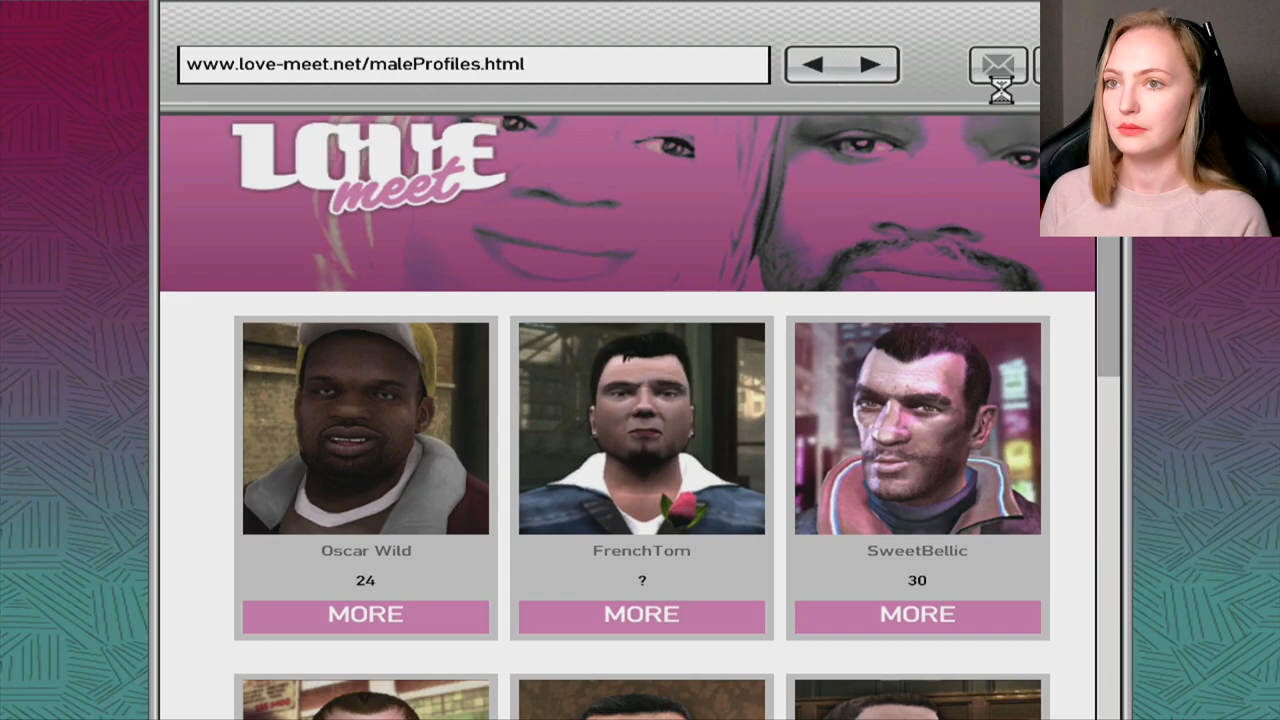 www.love-meet.net/maleProfiles.html
LOVE
meet
Oscar Wild
24
MORE
FrenchTom
?
MORE
SweetBellic
30
MORE